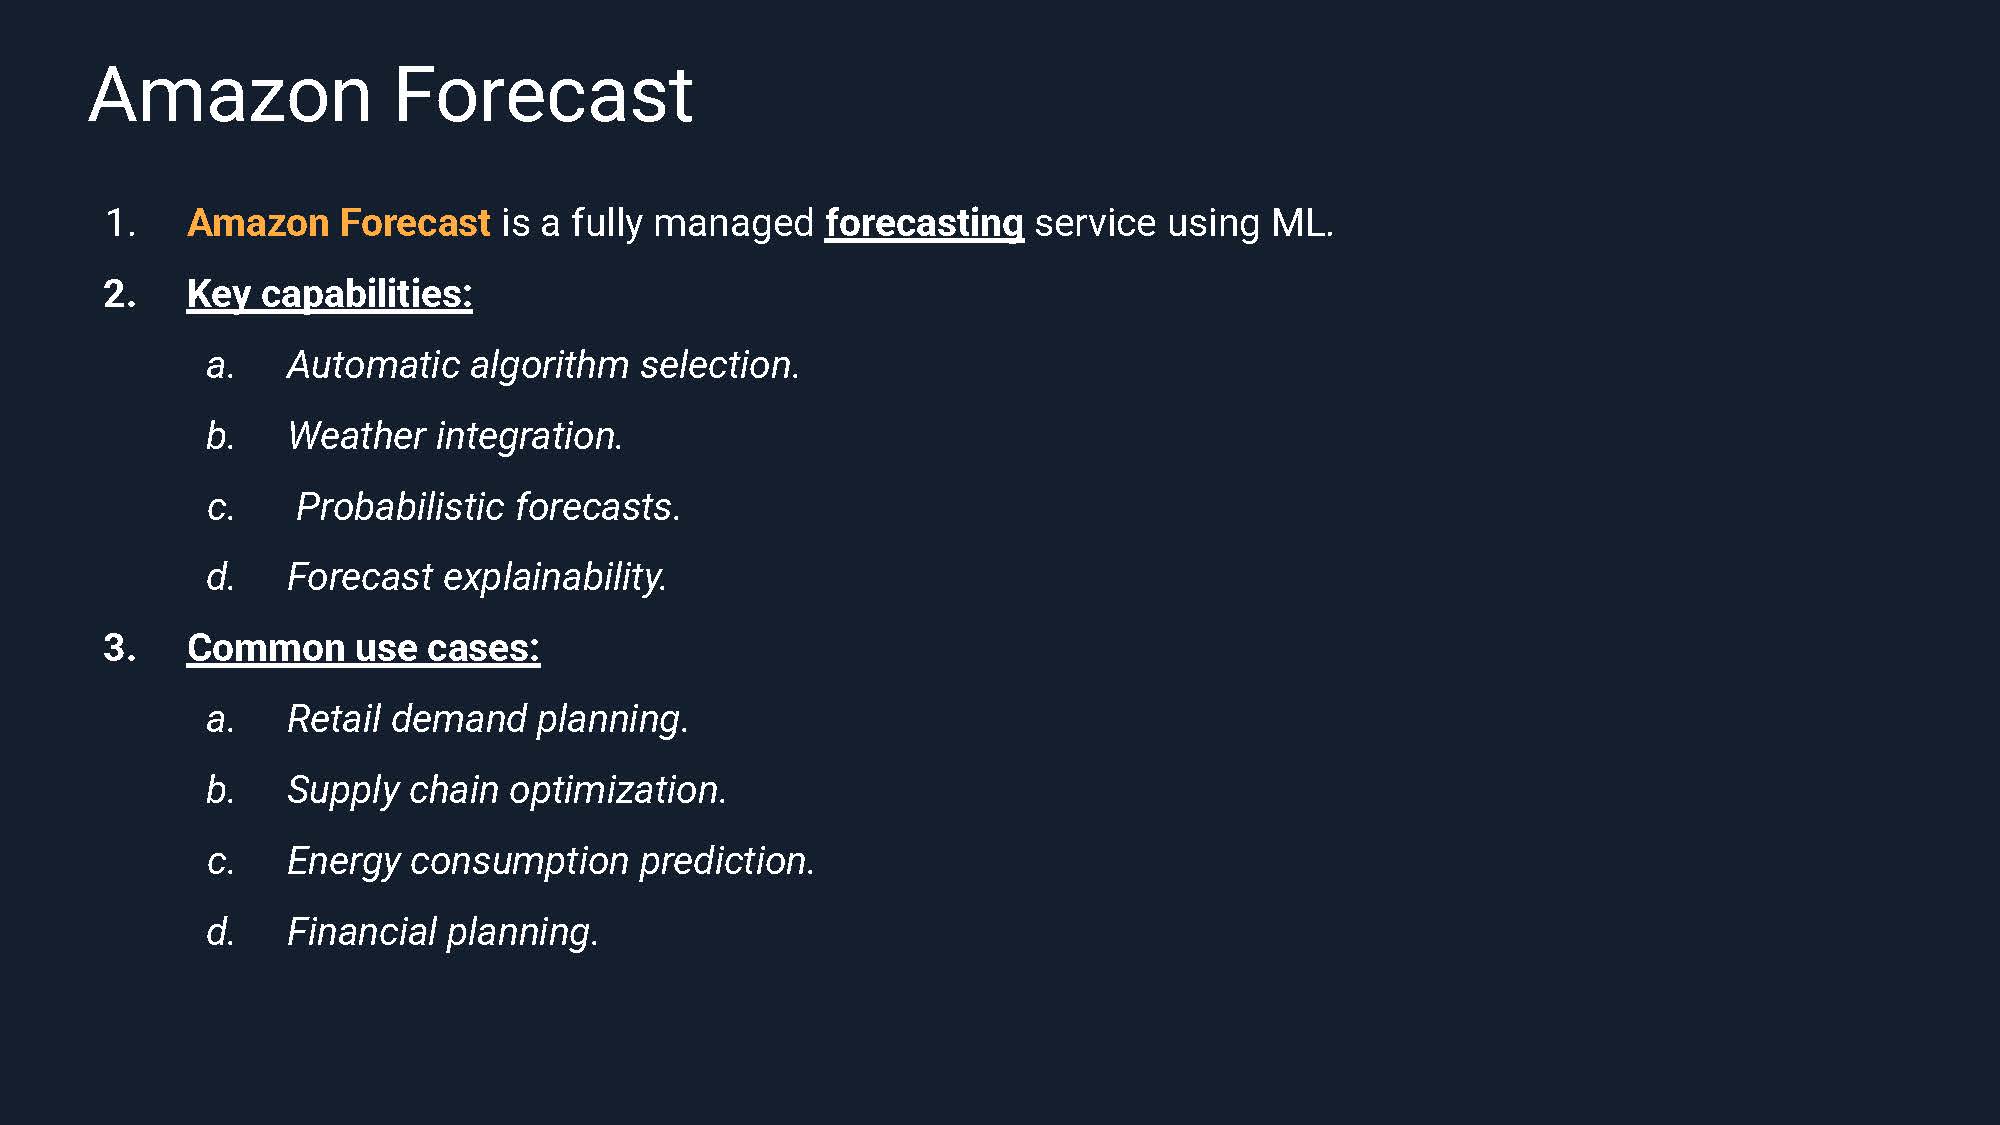 Amazon Forecast
1. Amazon Forecast is a fully managed forecasting service using ML.
2. Key capabilities:
a. Automatic algorithm selection.
b. Weather integration.
c. Probabilistic forecasts.
d. Forecast explainability.
3. Common use cases:
a. Retail demand planning.
b. Supply chain optimization.
c. Energy consumption prediction.
d. Financial planning.